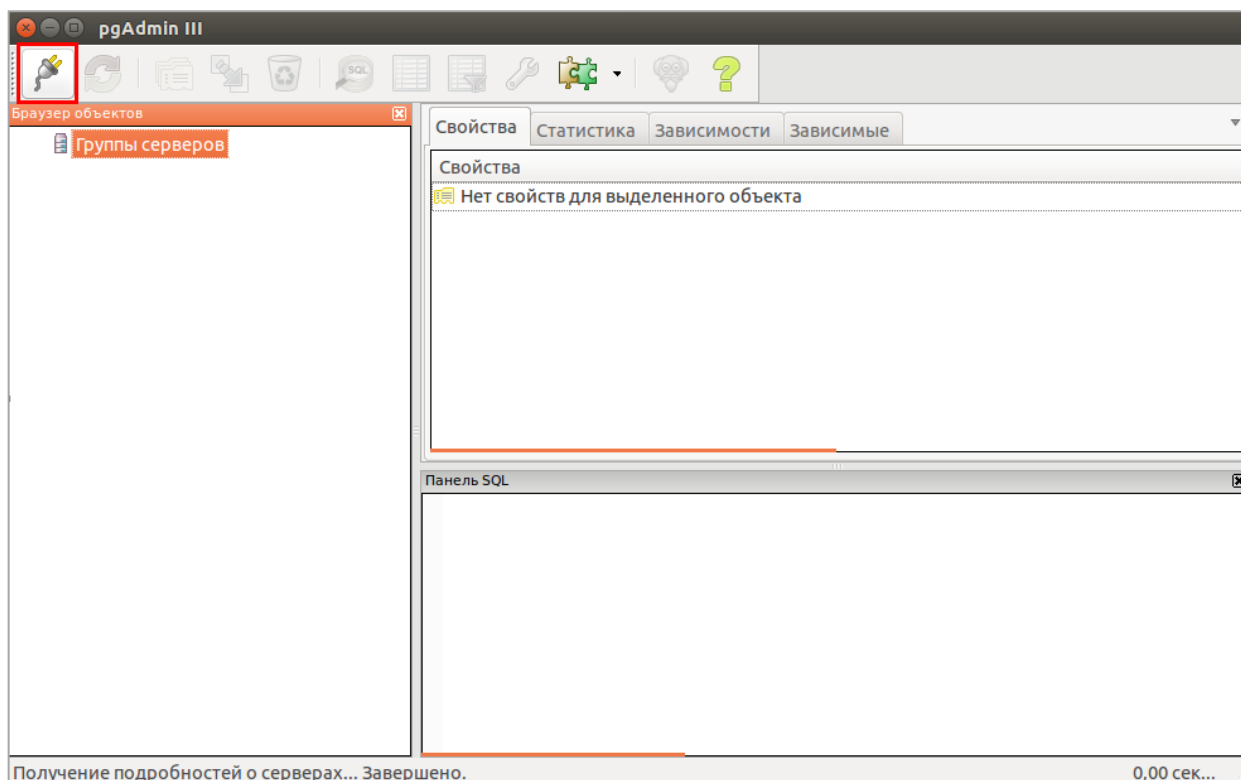 pgAdmin III
SQL
Браузер объектов
Группы серверов
Свойства Статистика Зависимости Зависимые
Свойства
Нет свойств для выделенного объекта
Панель SQL
Получение подробностей о серверах... Завершено. 0,00 сек...